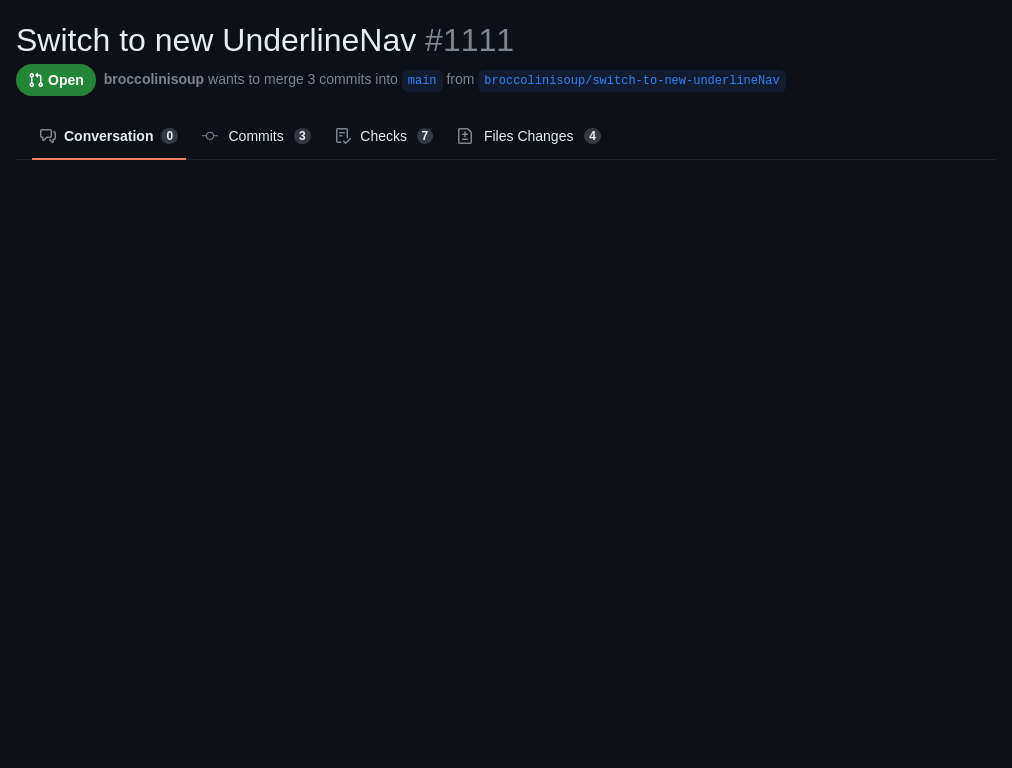 Switch to new UnderlineNav #1111
Open broccolinisoup wants to merge 3 commits into main from broccolinisoup/switch-to-new-underlineNav
Conversation 0 Commits 3 Checks 7 Files Changes 4